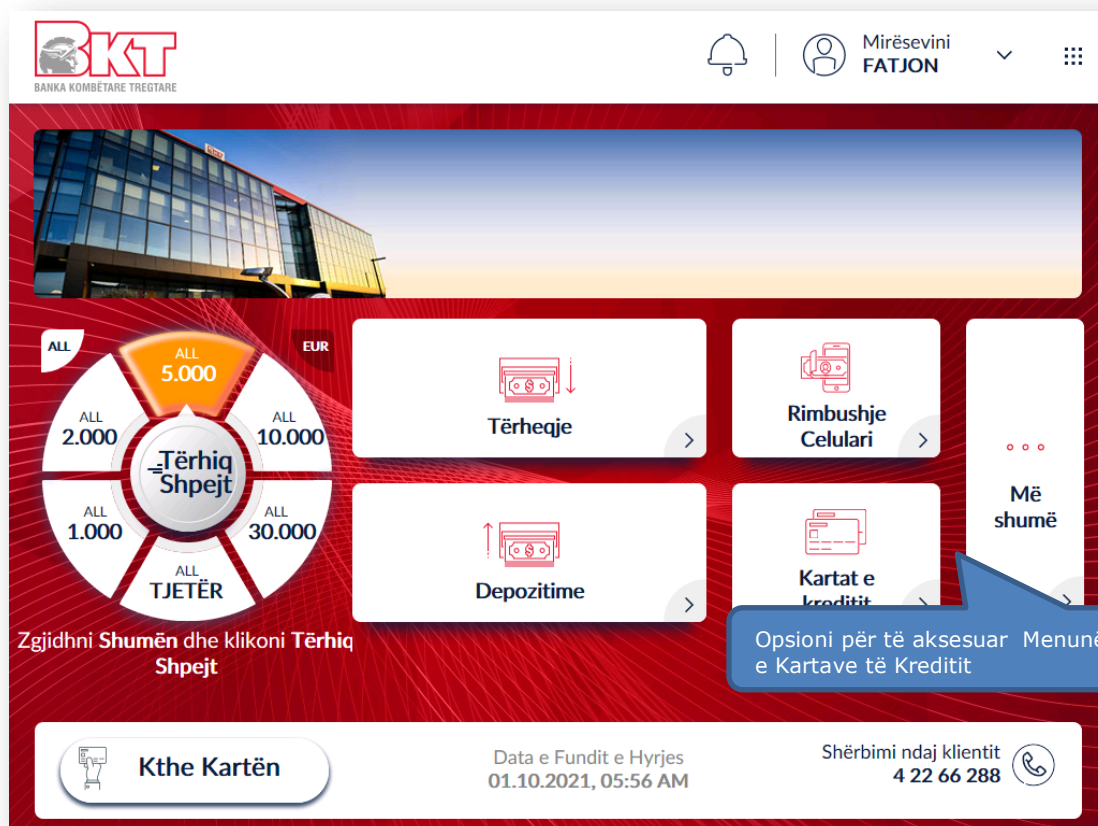 BKT
BANKA KOMBËTARE TREGTARE
Mirësevini
FATJON
BKT
ALL
EUR
ALL
5.000
ALL
2.000
ALL
10.000
Tërhiq
Shpejt
ALL
1.000
ALL
30.000
ALL
TJETËR
Zgjidhni Shumën dhe klikoni Tërhiq
Shpejt
Tërheqje
Rimbushje
Celulari
Depozitime
Kartat e
kreditit
Më
shumë
Opsioni për të aksesuar Menunë
e Kartave të Kreditit
Kthe Kartën
Data e Fundit e Hyrjes
01.10.2021, 05:56 AM
Shërbimi ndaj klientit
4 22 66 288